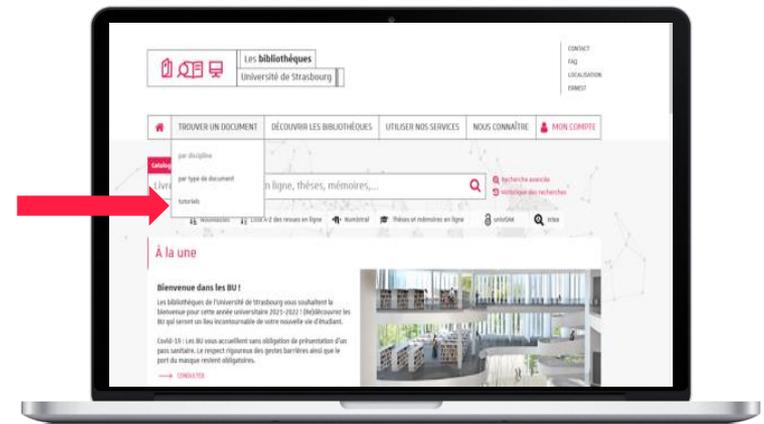 CONTACT
FAQ
LOCALISATION
ERNEST
Les bibliothèques
Université de Strasbourg
TROUVER UN DOCUMENT
DÉCOUVRIR LES BIBLIOTHÈQUES
UTILISER NOS SERVICES
NOUS CONNAÎTRE
MON COMPTE
par discipline
par type de document
tutoriels
Catalog
Livre
n ligne, thèses, mémoires,...
Recherche avancée
Historique des recherches
Nouveautés
Liste A-Z des revues en ligne
Numistral
Thèses et mémoires en ligne
univOAK
À la une
Bienvenue dans les BU !
Les bibliothèques de l'Université de Strasbourg vous souhaitent la
bienvenue pour cette année universitaire 2021-2022 ! (Re)découvrez les
BU qui seront un lieu incontournable de votre nouvelle vie d'étudiant.
Covid-19 : Les BU vous accueillent sans obligation de présentation d'un
pass sanitaire. Le respect rigoureux des gestes barrières ainsi que le
port du masque restent obligatoires.
CONSULTER